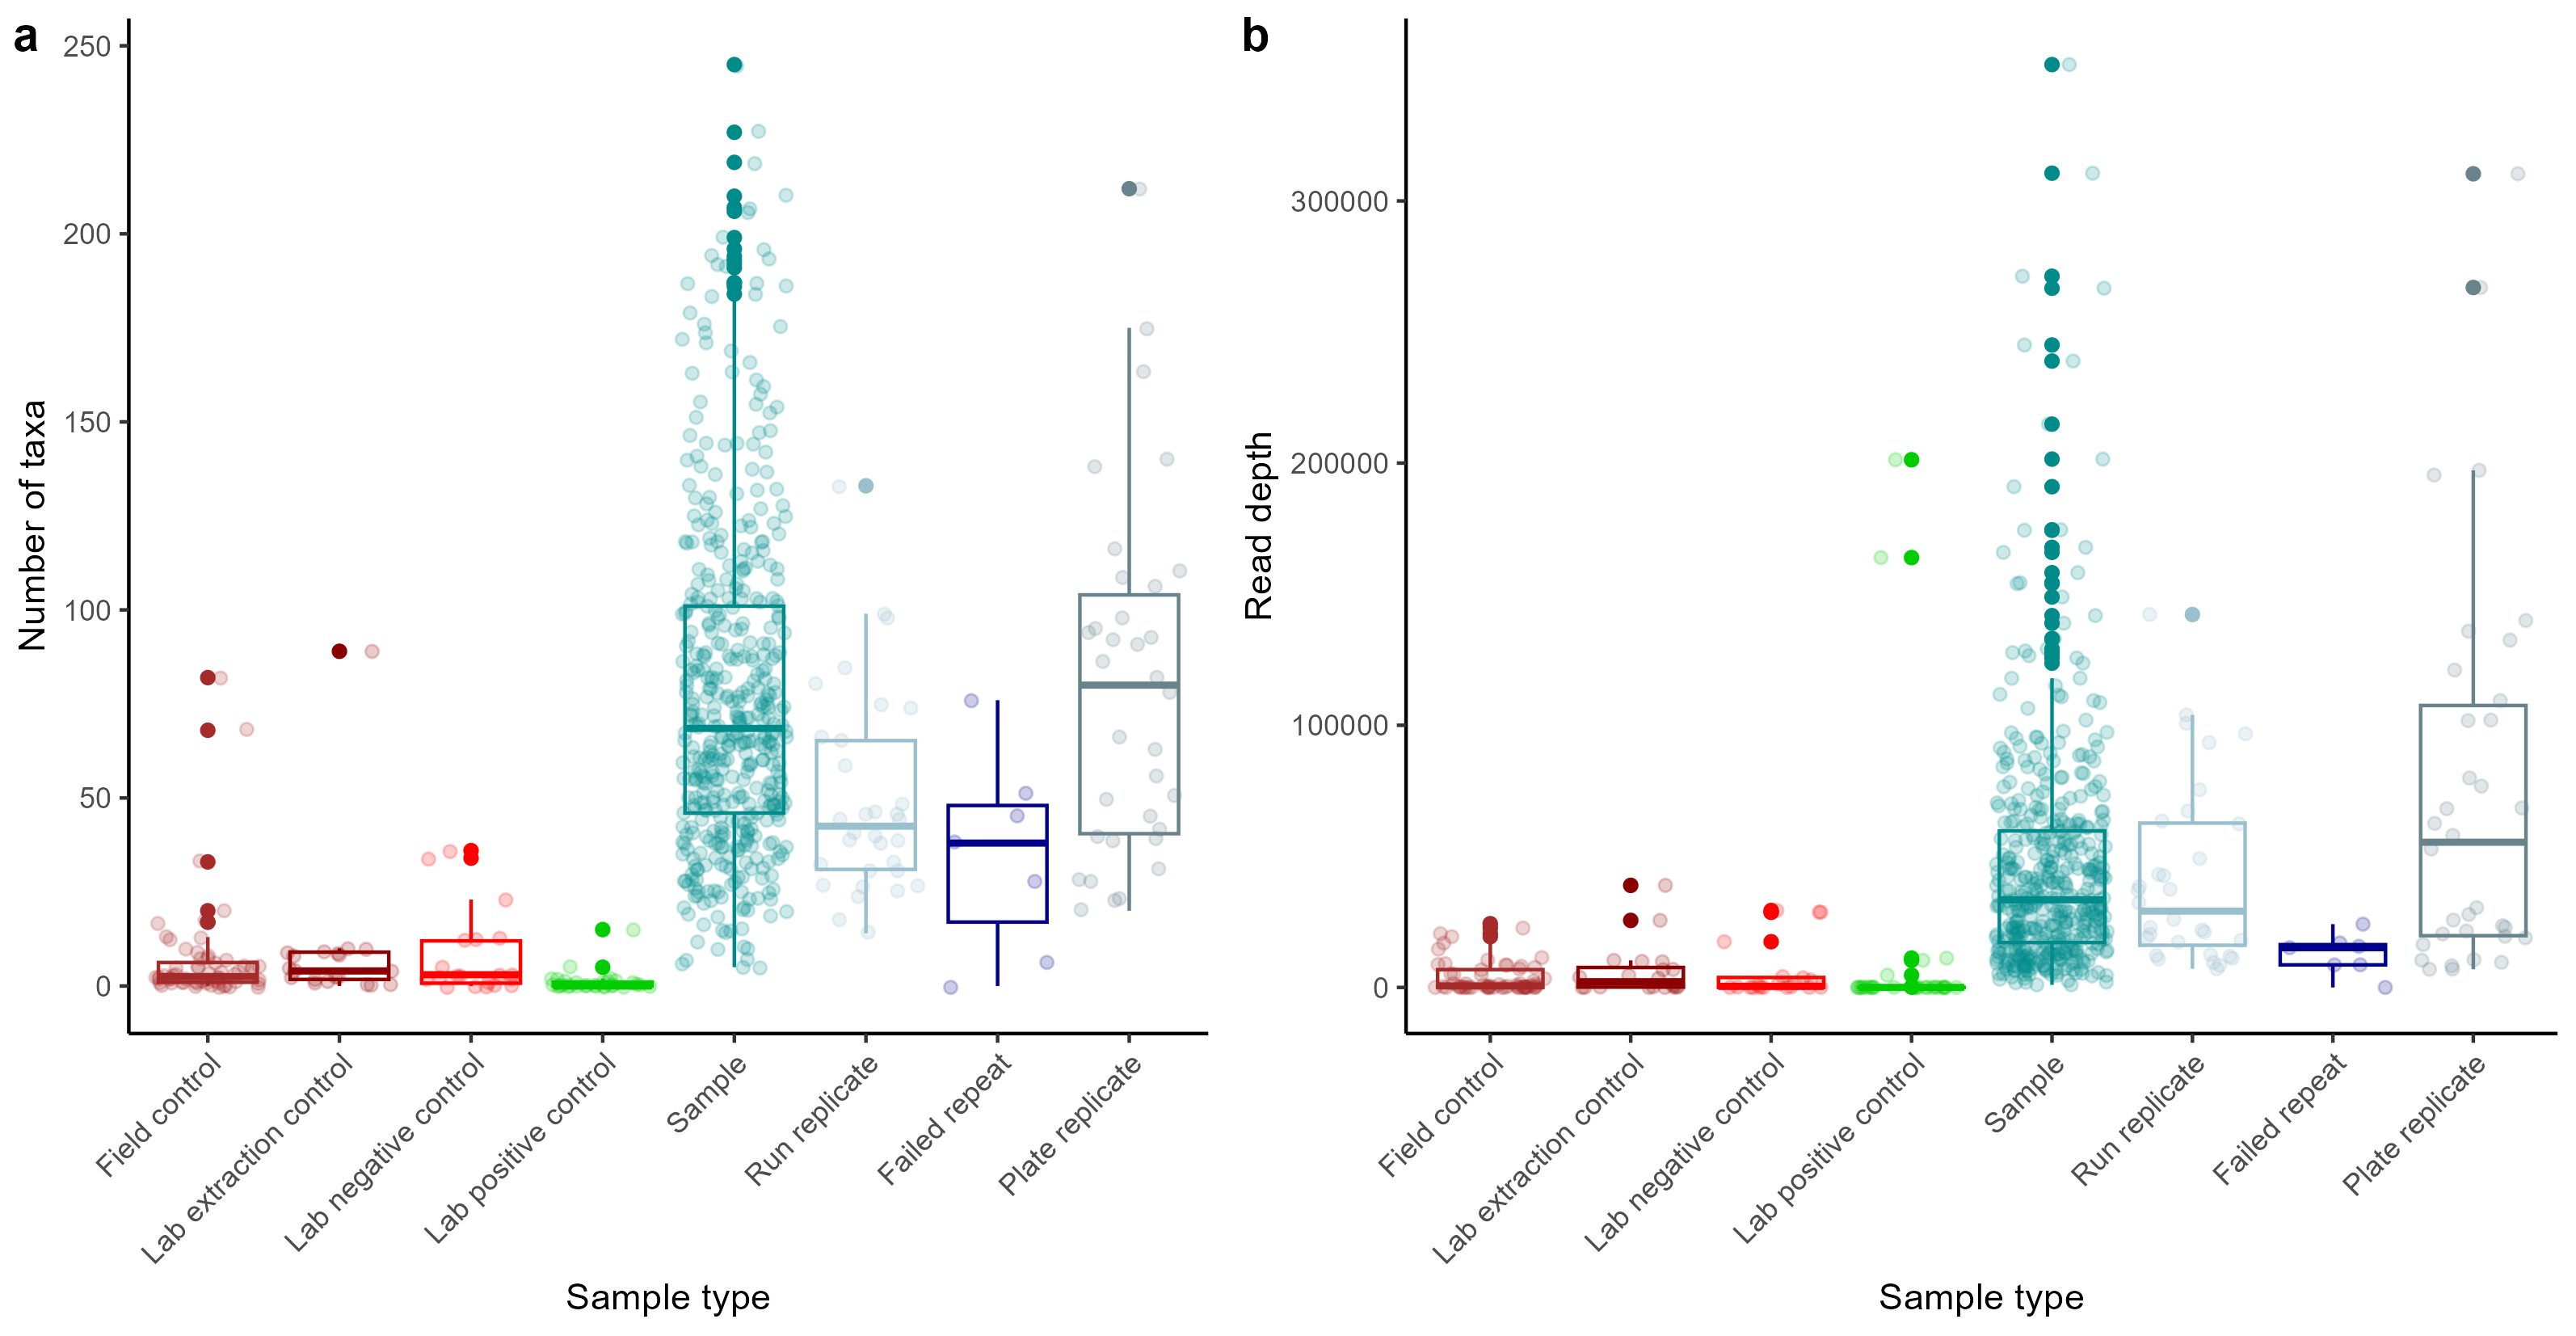 a
250
200
150
100
50
0
Number of taxa
Field control
Lab extraction control
Lab negative control
Lab positive control
Sample
Run replicate
Failed repeat
Plate replicate
Sample type
b
300000
200000
100000
0
Read depth
Field control
Lab extraction control
Lab negative control
Lab positive control
Sample
Run replicate
Failed repeat
Plate replicate
Sample type